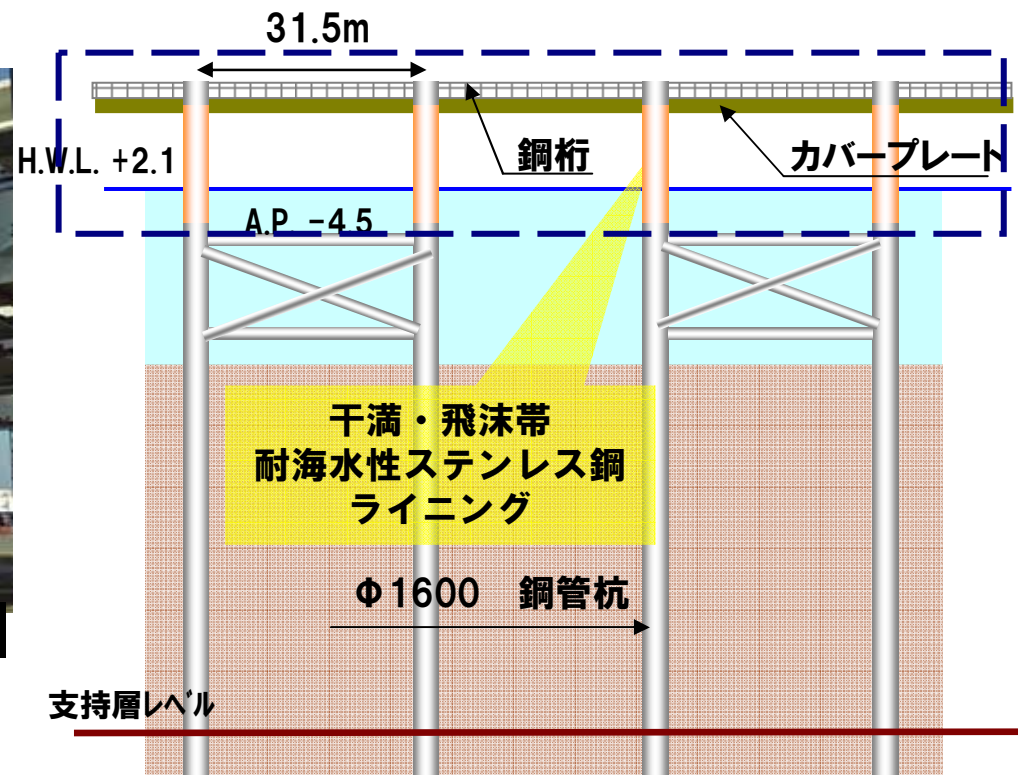 31.5m
鋼桁
カバープレート
H.W.L. +2.1
A.P. -4.5
干満・飛沫帯
耐海水性ステンレス鋼
ライニング
Φ1600 鋼管杭
支持層レベル